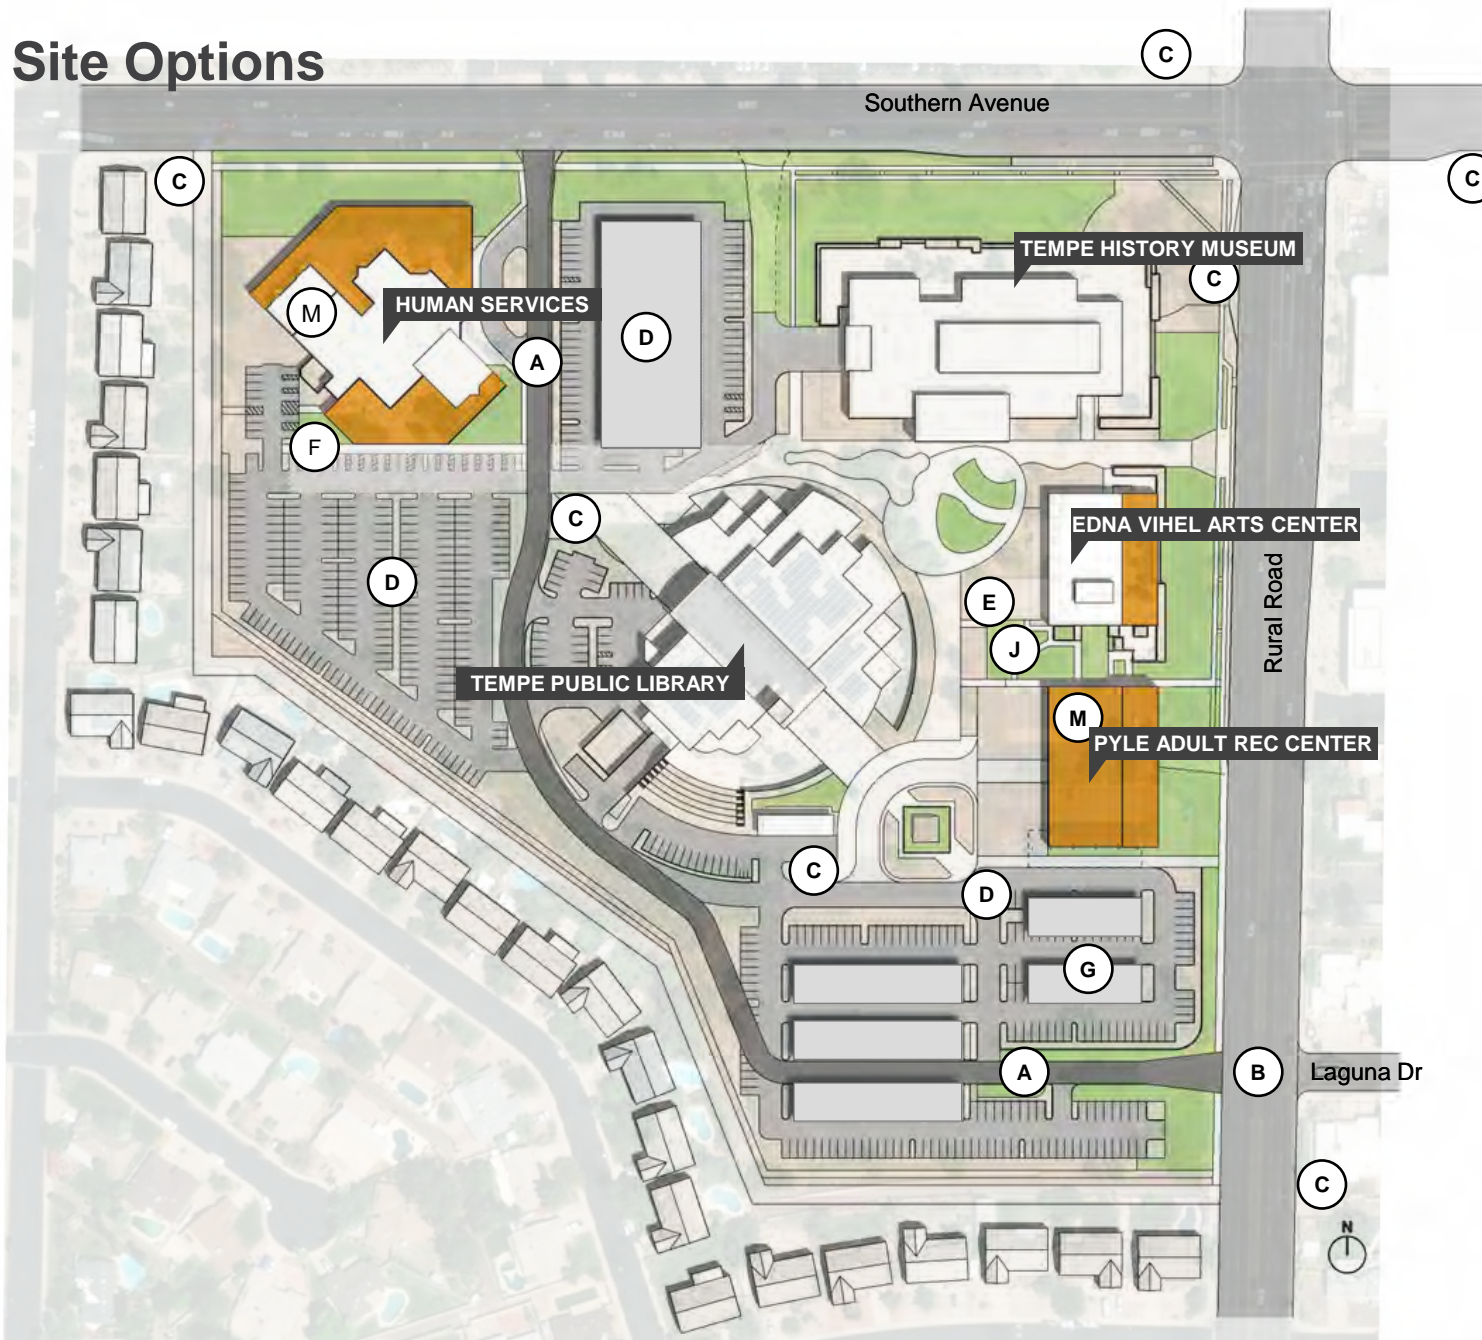 Site Options
C
Southern Avenue
C
C
TEMPE HISTORY MUSEUM
C
M
HUMAN SERVICES
D
A
F
C
EDNA VIHEL ARTS CENTER
D
E
J
Rural Road
TEMPE PUBLIC LIBRARY
M
PYLE ADULT REC CENTER
C
D
G
A
B
Laguna Dr
C
N